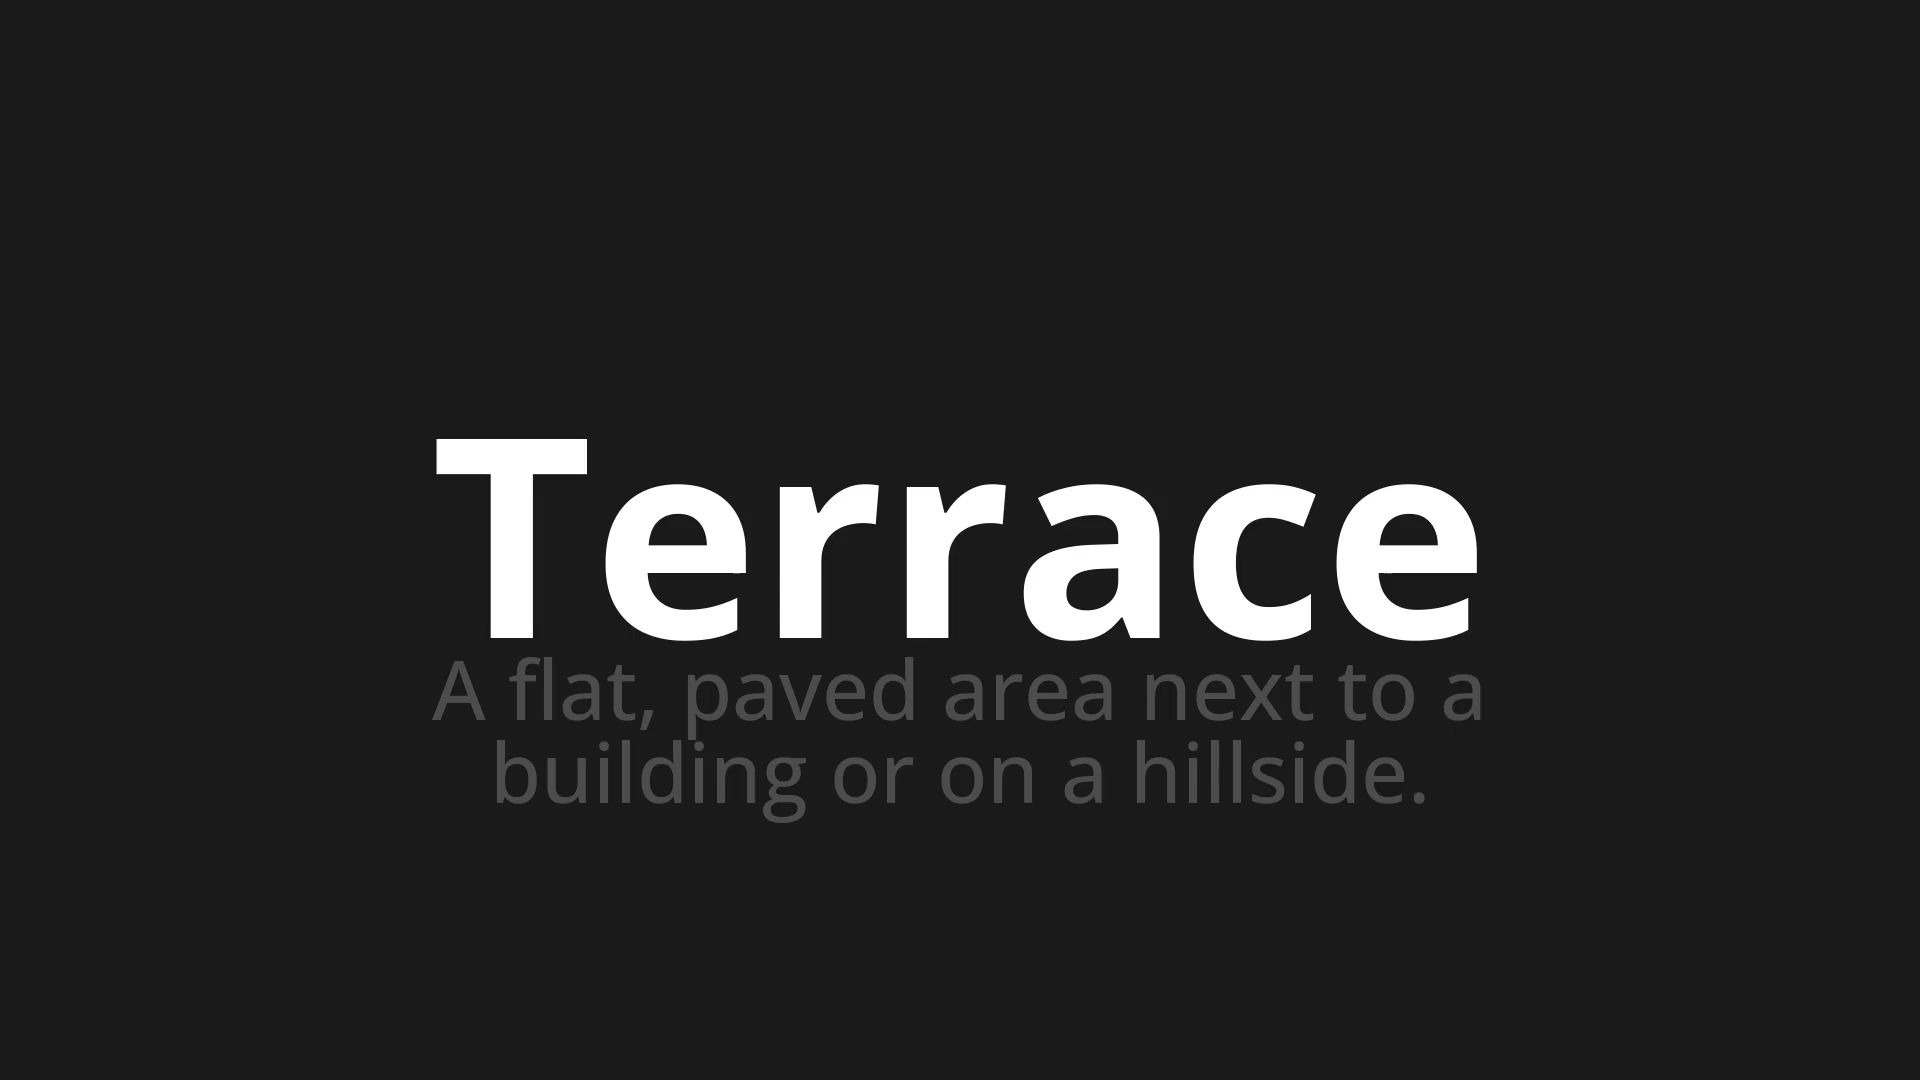 Terrace
A flat, paved area next to a
building or on a hillside.